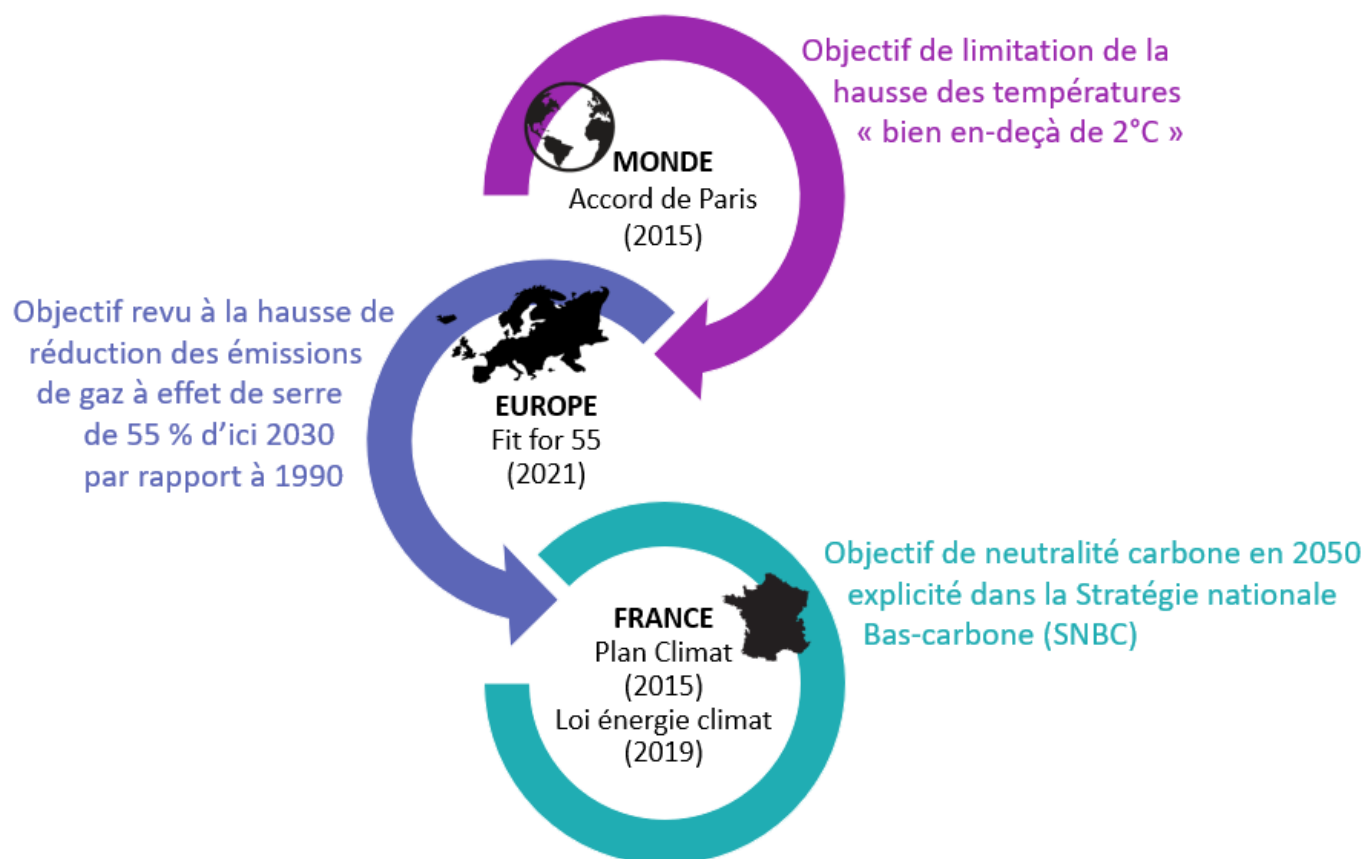 Objectif de limitation de la
hausse des températures
« bien en-deçà de 2°C »
MONDE
Accord de Paris
(2015)
Objectif revu à la hausse de
réduction des émissions
de gaz à effet de serre
de 55 % d’ici 2030
par rapport à 1990
EUROPE
Fit for 55
(2021)
Objectif de neutralité carbone en 2050
explicité dans la Stratégie nationale
Bas-carbone (SNBC)
FRANCE
Plan Climat
(2015)
Loi énergie climat
(2019)